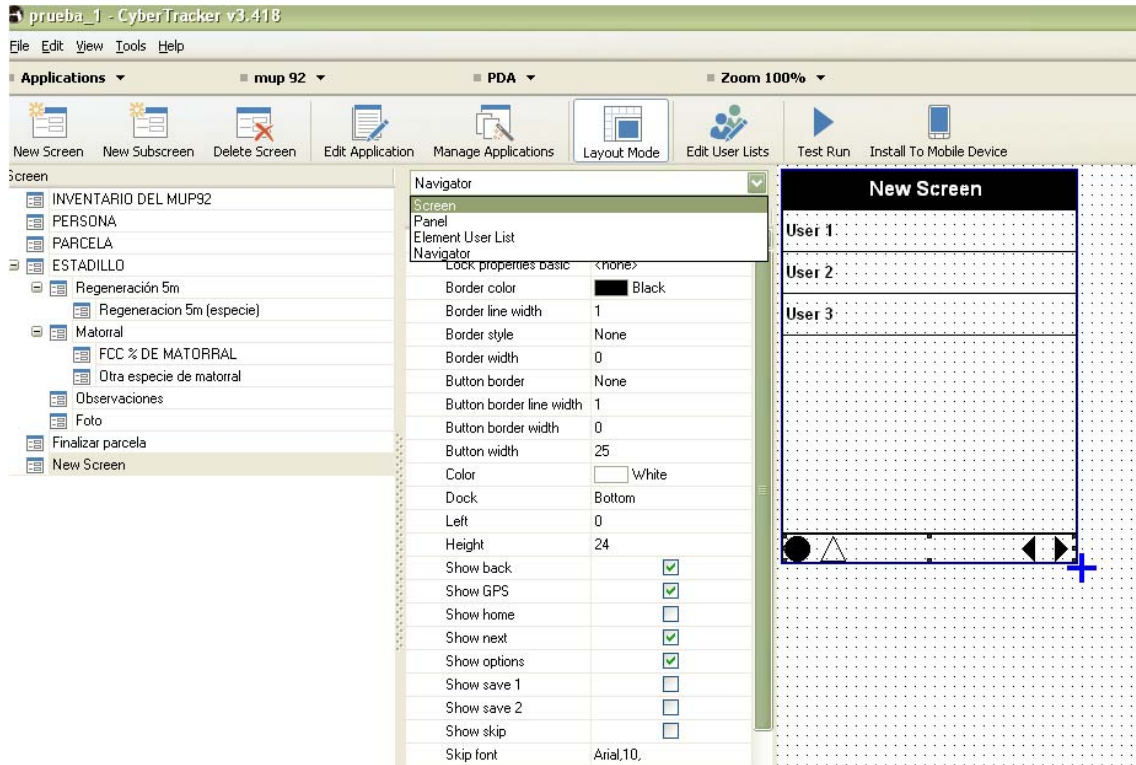 prueba_1 - CyberTracker v3.418
File Edit View Tools Help
Applications mup 92 PDA Zoom 100%
New Screen New Subscreen Delete Screen Edit Application Manage Applications Layout Mode Edit User Lists Test Run Install To Mobile Device
Screen
INVENTARIO DEL MUP92
PERSONA
PARCELA
ESTADILLO
Regeneración 5m
Regeneracion 5m (especie)
Matorral
FCC % DE MATORRAL
Otra especie de matorral
Observaciones
Foto
Finalizar parcela
New Screen
Navigator
Screen
Panel
Element User List
Navigator
Lock properties basic <none>
Border color Black
Border line width 1
Border style None
Border width 0
Button border None
Button border line width 1
Button border width 0
Button width 25
Color White
Dock Bottom
Left 0
Height 24
Show back
Show GPS
Show home
Show next
Show options
Show save 1
Show save 2
Show skip
Skip font Arial,10,
New Screen
User 1
User 2
User 3